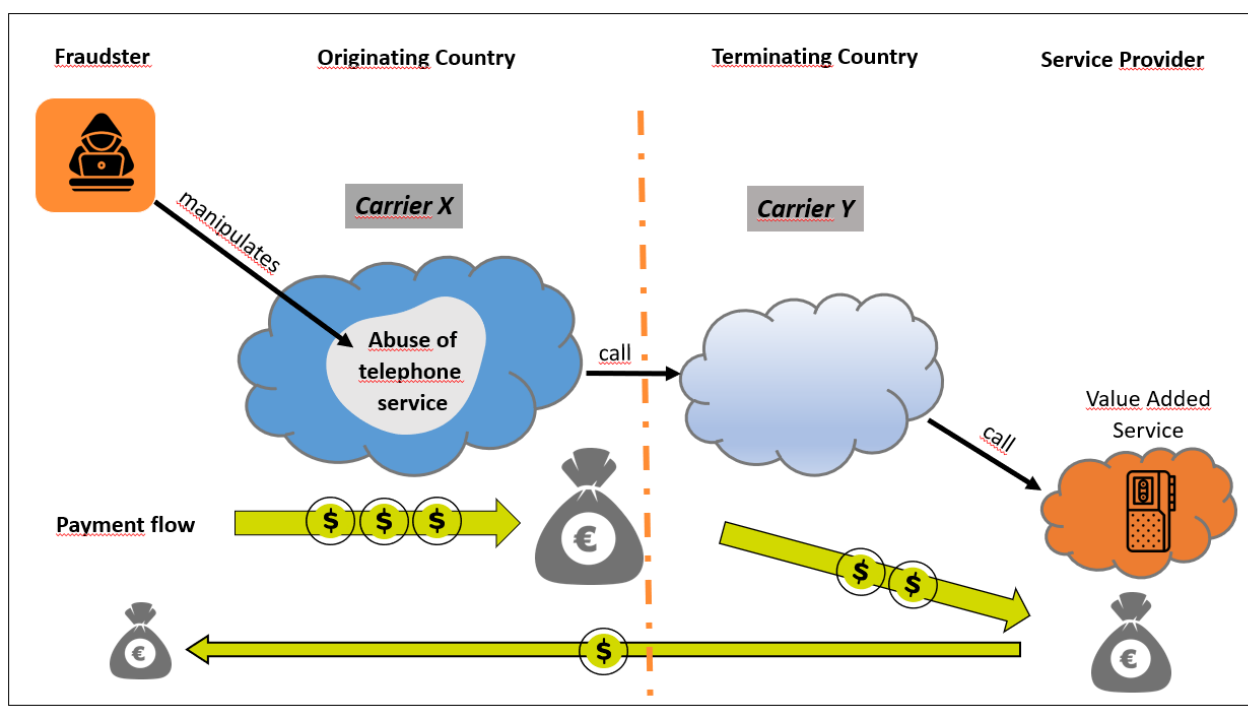 Fraudster
Originating Country
Terminating Country
Service Provider
manipulates
Carrier X
Carrier Y
Abuse of
telephone
service
call
call
Value Added
Service
Payment flow
$ $ $
€
$ $
€
$
€